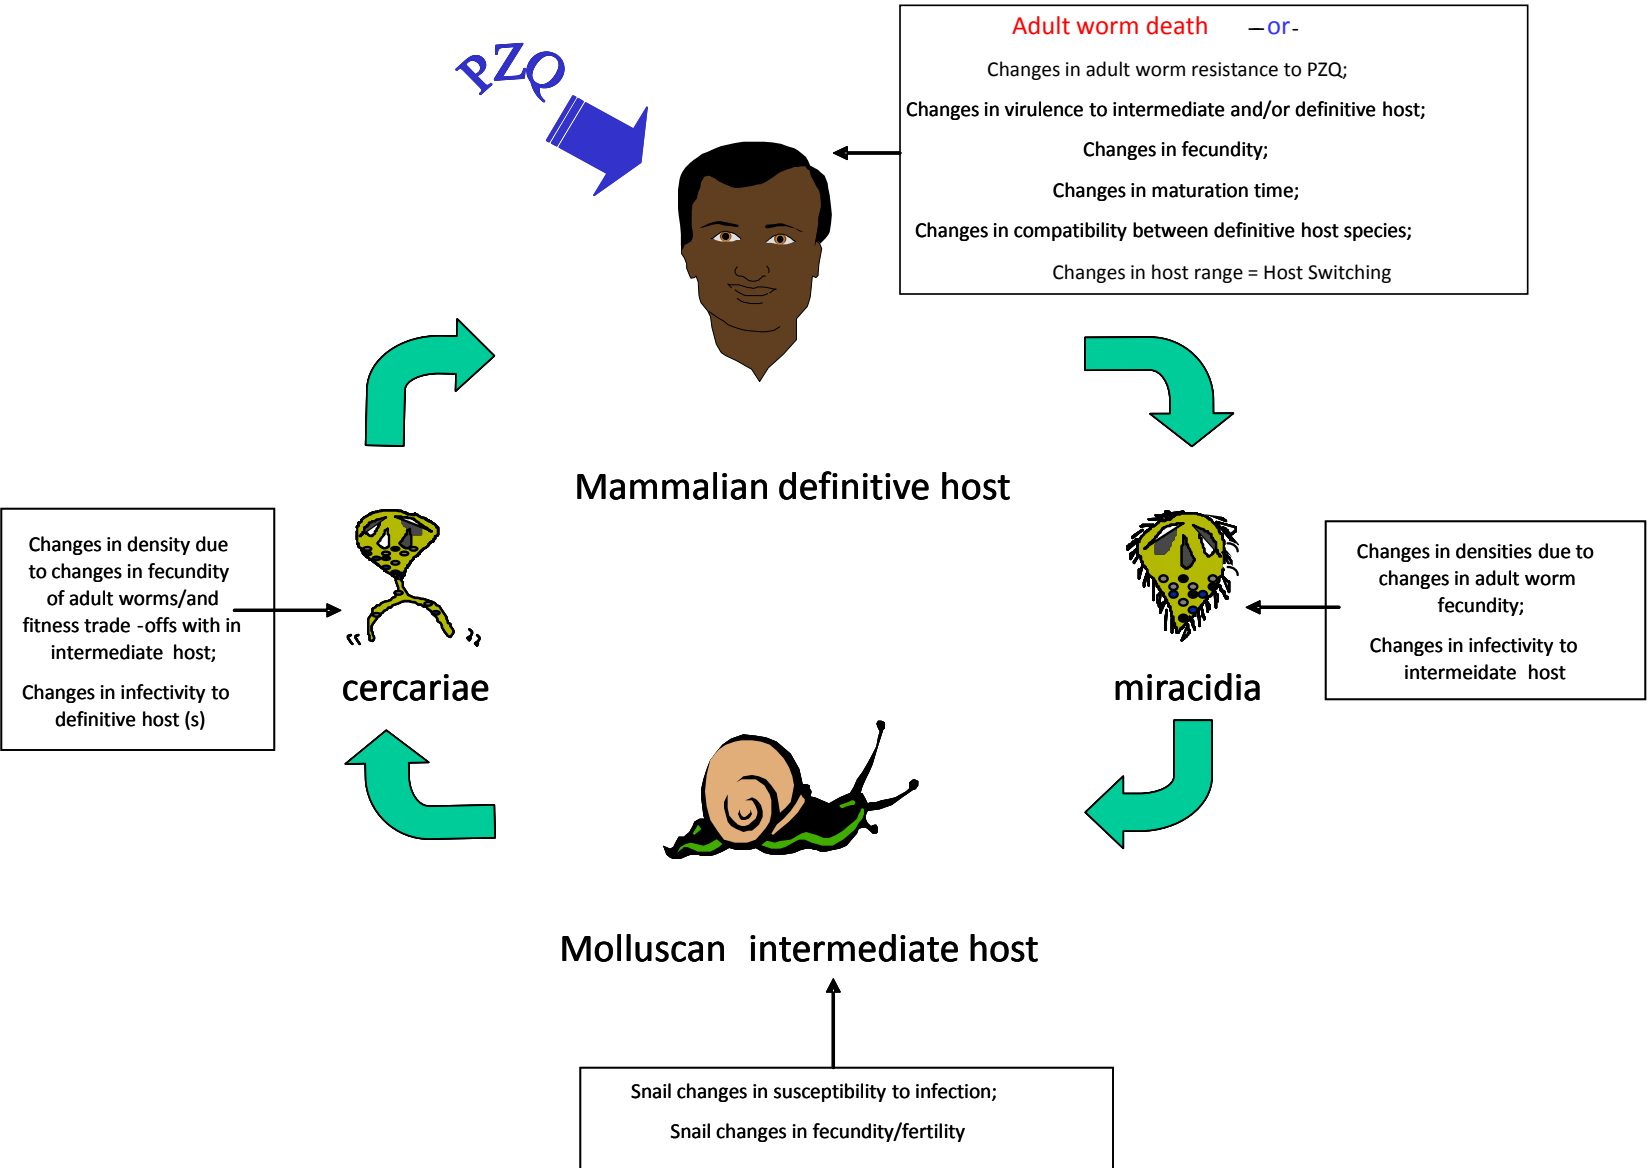 PZQ
Adult worm death – or-
Changes in adult worm resistance to PZQ;
Changes in virulence to intermediate and/or definitive host;
Changes in fecundity;
Changes in maturation time;
Changes in compatibility between definitive host species;
Changes in host range = Host Switching
Mammalian definitive host
Changes in density due
to changes in fecundity
of adult worms/and
fitness trade -offs with in
intermediate host;
Changes in infectivity to
definitive host (s)
cercariae
miracidia
Changes in densities due to
changes in adult worm
fecundity;
Changes in infectivity to
intermeidate host
Molluscan intermediate host
Snail changes in susceptibility to infection;
Snail changes in fecundity/fertility